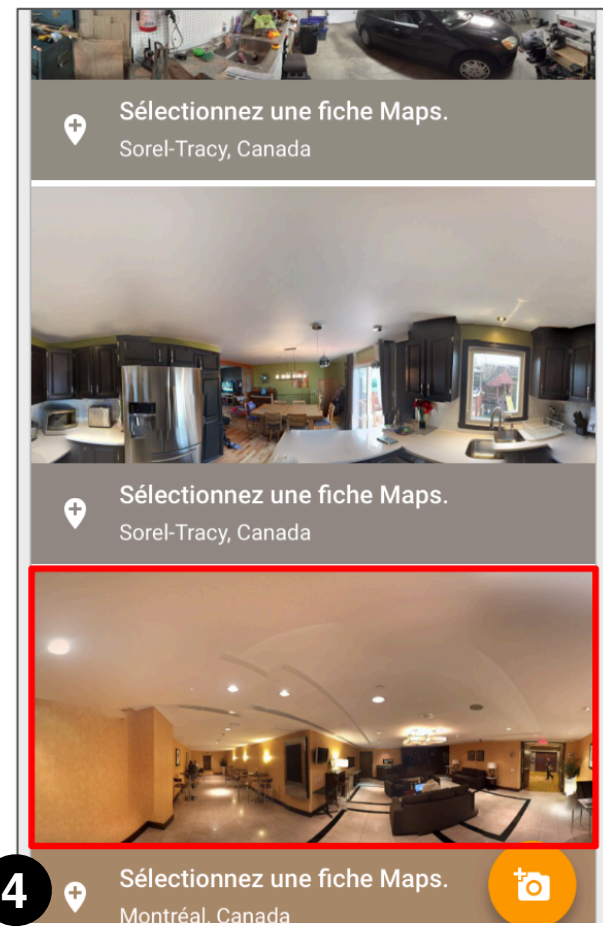 Sélectionnez une fiche Maps.
Sorel-Tracy, Canada
Sélectionnez une fiche Maps.
Sorel-Tracy, Canada
4
Sélectionnez une fiche Maps.
Montréal, Canada